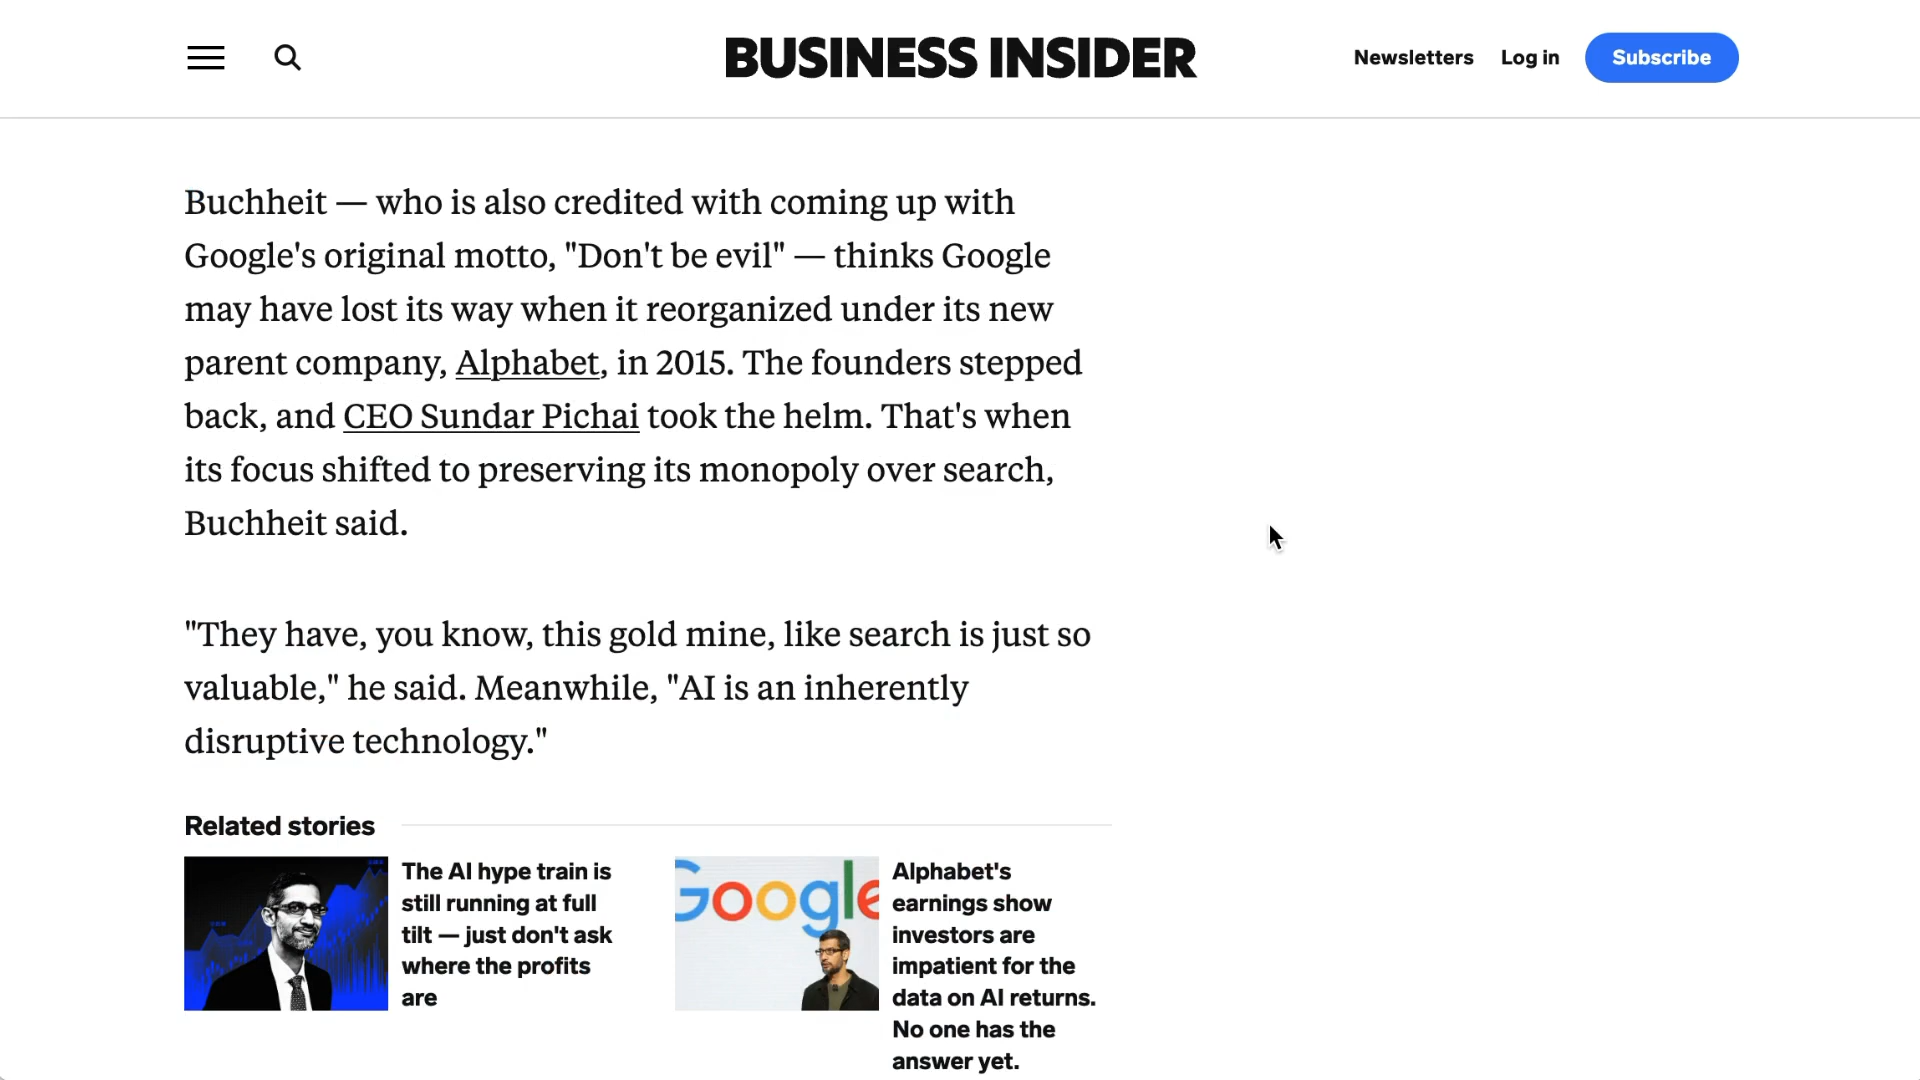 BUSINESS INSIDER
Newsletters
Log in
Subscribe
Buchheit — who is also credited with coming up with
Google's original motto, "Don't be evil" — thinks Google
may have lost its way when it reorganized under its new
parent company, Alphabet, in 2015. The founders stepped
back, and CEO Sundar Pichai took the helm. That's when
its focus shifted to preserving its monopoly over search,
Buchheit said.
"They have, you know, this gold mine, like search is just so
valuable," he said. Meanwhile, "AI is an inherently
disruptive technology."
Related stories
The AI hype train is
still running at full
tilt — just don't ask
where the profits
are
Google
Alphabet's
earnings show
investors are
impatient for the
data on AI returns.
No one has the
answer yet.